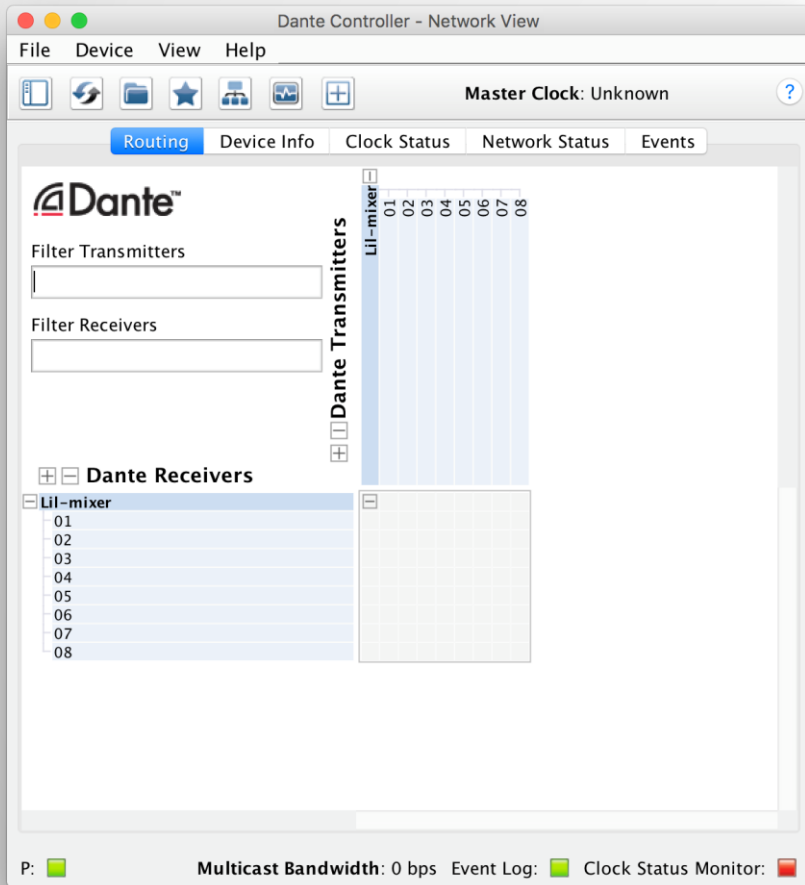 Dante Controller - Network View
File Device View Help
Master Clock: Unknown ?
Routing Device Info Clock Status Network Status Events
Dante™
Filter Transmitters
Filter Receivers
Dante Transmitters
Lil-mixer
01
02
03
04
05
06
07
08
Dante Receivers
Lil-mixer
01
02
03
04
05
06
07
08
P: Multicast Bandwidth: 0 bps Event Log: Clock Status Monitor: